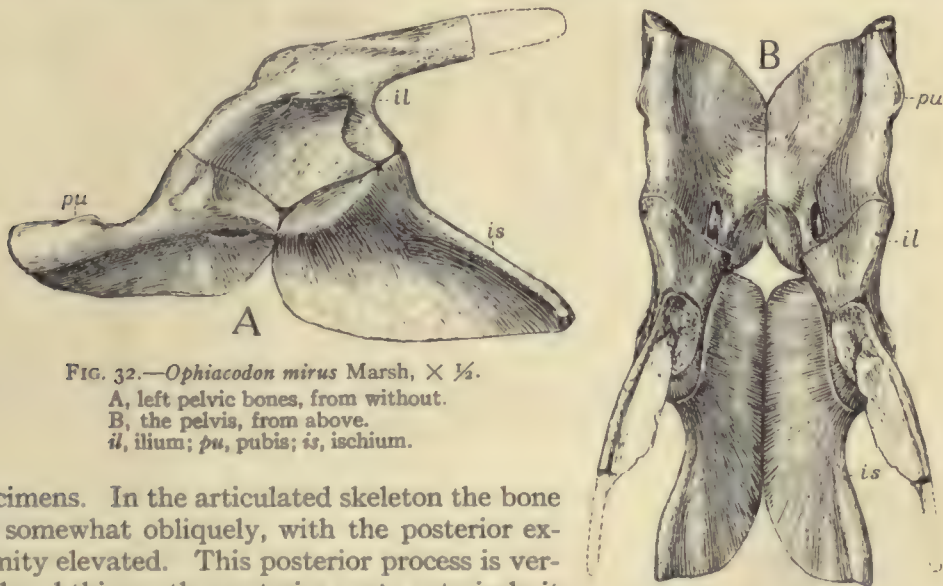 il
pu
is
A
B
pu
il
is
FIG. 32.—Ophiacodon mirus Marsh, × ½.
A, left pelvic bones, from without.
B, the pelvis, from above.
il, ilium; pu, pubis; is, ischium.
cimens. In the articulated skeleton the bone
somewhat obliquely, with the posterior ex-
nity elevated. This posterior process is ver-